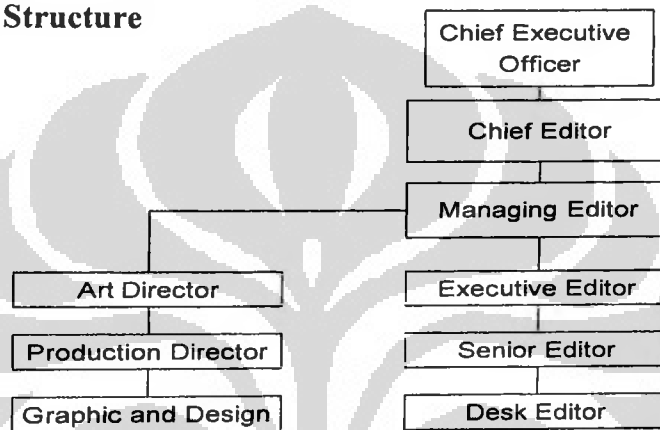 Structure
Chief Executive
Officer
Chief Editor
Managing Editor
Art Director
Executive Editor
Production Director
Senior Editor
Graphic and Design
Desk Editor